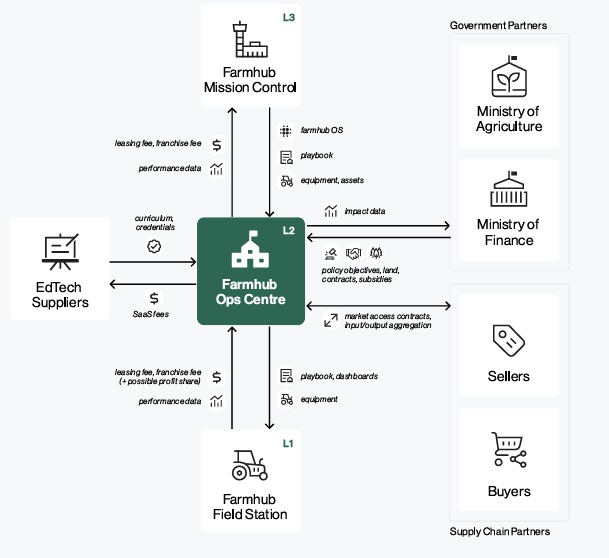 L3
Farmhub
Mission Control
Government Partners
Ministry of
Agriculture
leasing fee, franchise fee
performance data
farmhub OS
playbook
equipment, assets
Ministry of
Finance
curriculum,
credentials
EdTech
Suppliers
SaaS fees
L2
Farmhub
Ops Centre
impact data
policy objectives, land,
contracts, subsidies
market access contracts,
input/output aggregation
Sellers
leasing fee, franchise fee
(+ possible profit share)
performance data
playbook, dashboards
equipment
L1
Farmhub
Field Station
Buyers
Supply Chain Partners